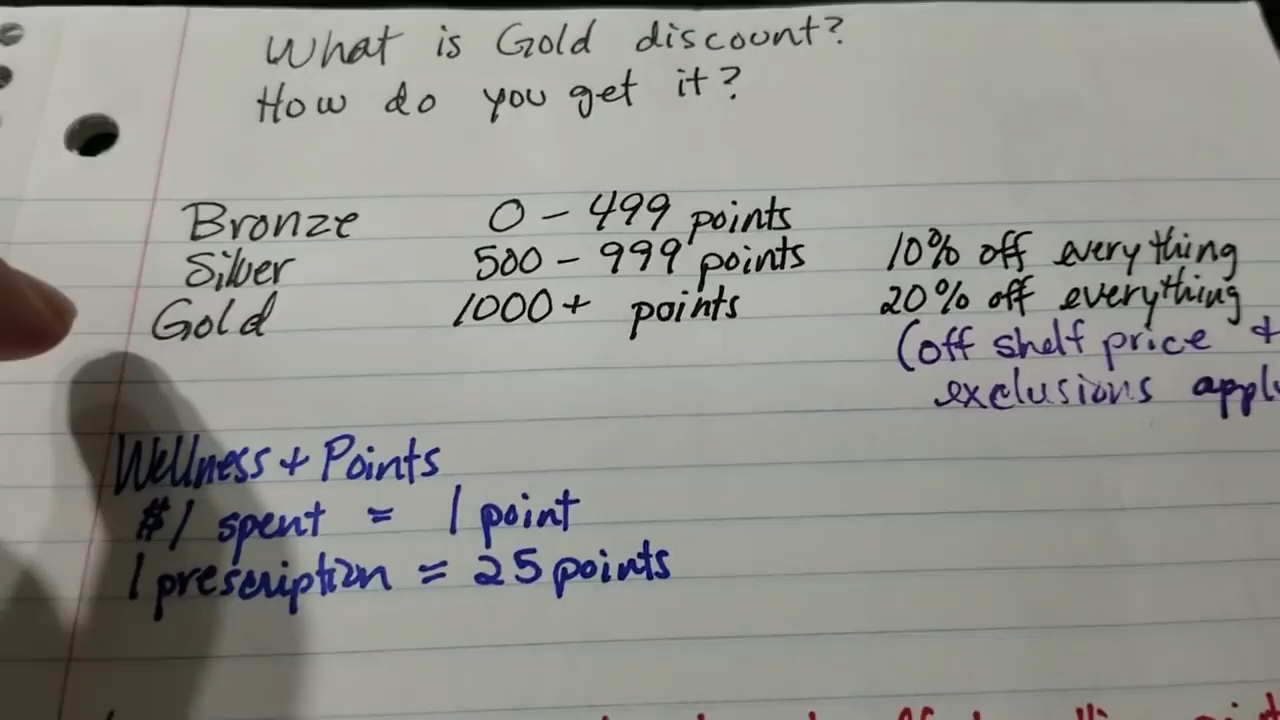 What is Gold discount?
How do you get it?
Bronze 0 - 499 points
Silver 500 - 999 points 10% off everything
Gold 1000+ points 20% off everything
(off shelf price +
exclusions
Wellness + Points
$1 spent = 1 point
1 prescription = 25 points